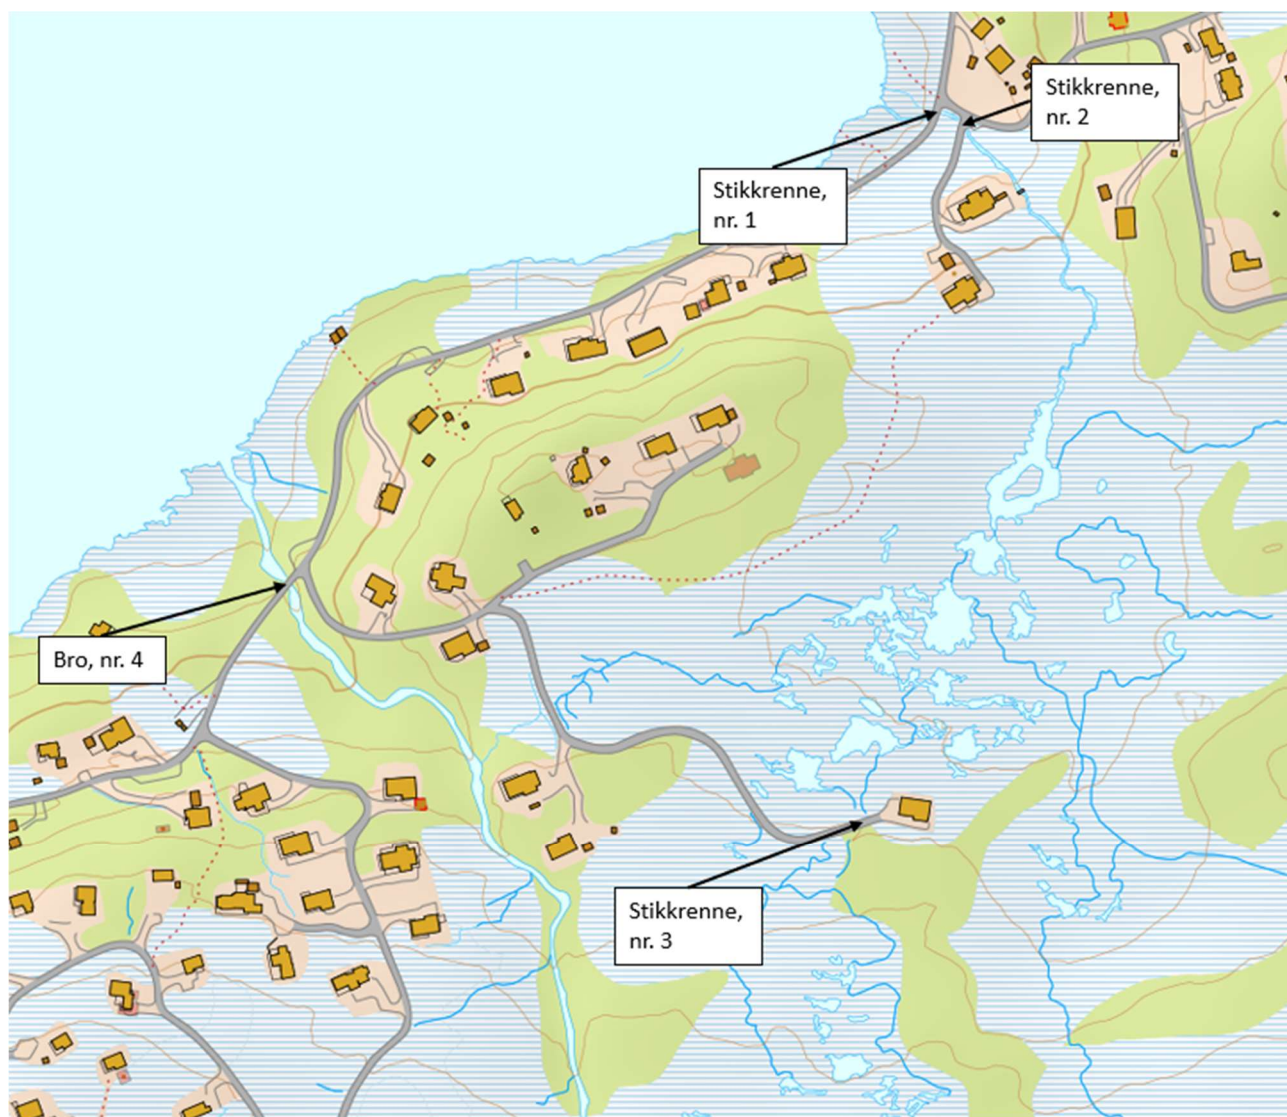 Stikkrenne,
nr. 2
Stikkrenne,
nr. 1
Bro, nr. 4
Stikkrenne,
nr. 3